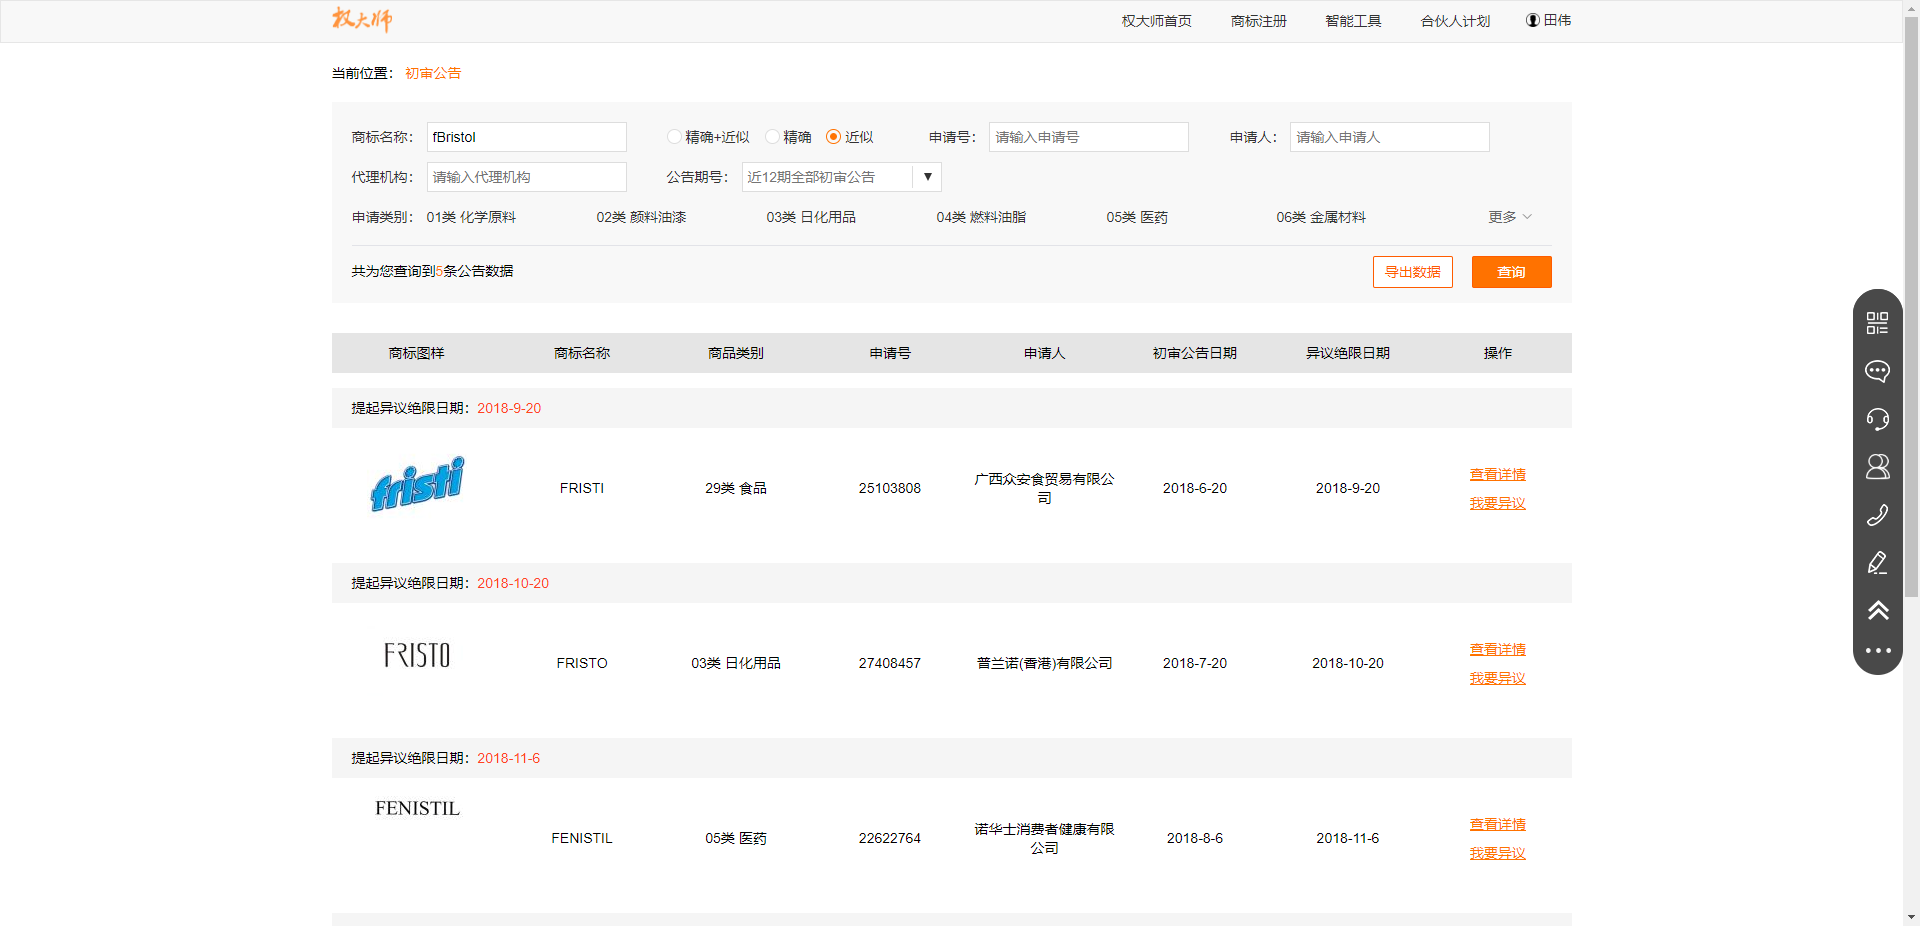 权大师
权大师首页 商标注册 智能工具 合伙人计划 田伟
当前位置： 初审公告
商标名称： fBristol 精确+近似 精确 近似 申请号： 请输入申请号 申请人： 请输入申请人
代理机构： 请输入代理机构 公告期号： 近12期全部初审公告 ▼
申请类别： 01类 化学原料 02类 颜料油漆 03类 日化用品 04类 燃料油脂 05类 医药 06类 金属材料 更多
共为您查询到5条公告数据 导出数据 查询
商标图样 商标名称 商品类别 申请号 申请人 初审公告日期 异议绝限日期 操作
提起异议绝限日期：2018-9-20
fristi FRISTI 29类 食品 25103808 广西众安食贸易有限公 2018-6-20 2018-9-20 查看详情
司 我要异议
提起异议绝限日期：2018-10-20
FRISTO FRISTO 03类 日化用品 27408457 普兰诺(香港)有限公司 2018-7-20 2018-10-20 查看详情
我要异议
提起异议绝限日期：2018-11-6
FENISTIL FENISTIL 05类 医药 22622764 诺华士消费者健康有限 2018-8-6 2018-11-6 查看详情
公司 我要异议